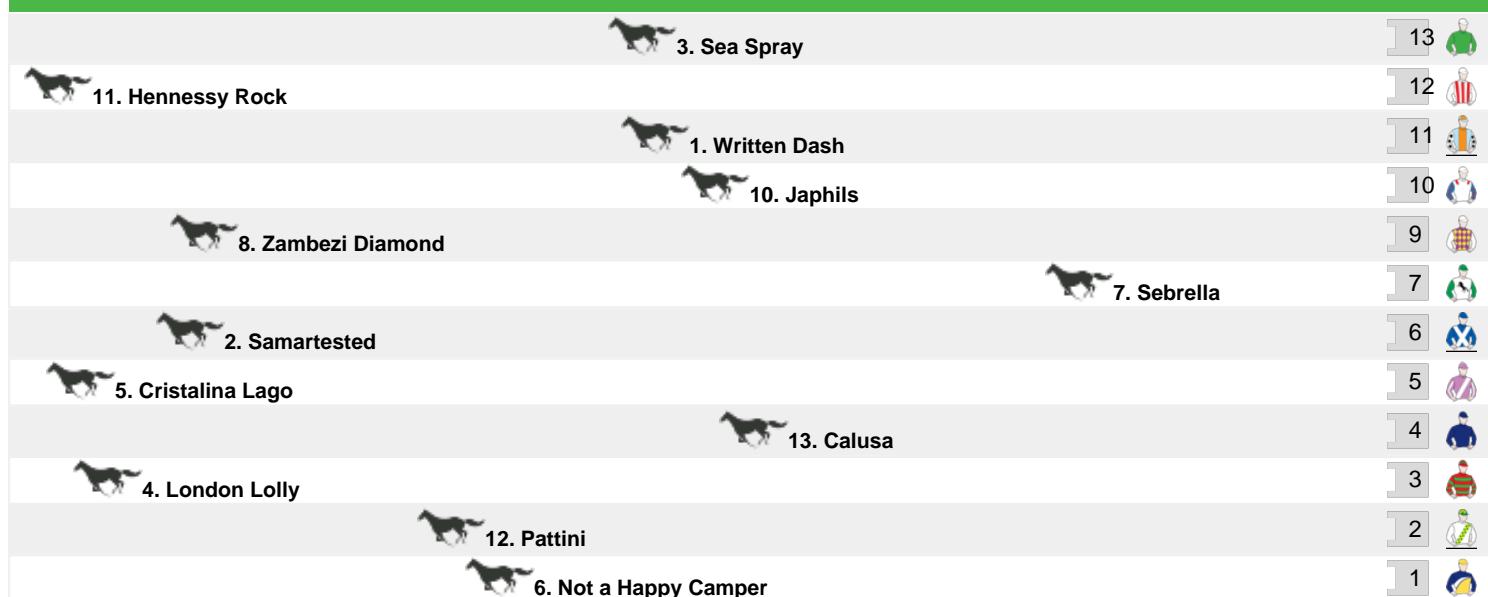 3. Sea Spray 13
11. Hennessy Rock 12
1. Written Dash 11
10. Japhils 10
8. Zambezi Diamond 9
7. Sebrella 7
2. Samartested 6
5. Cristalina Lago 5
13. Calusa 4
4. London Lolly 3
12. Pattini 2
6. Not a Happy Camper 1